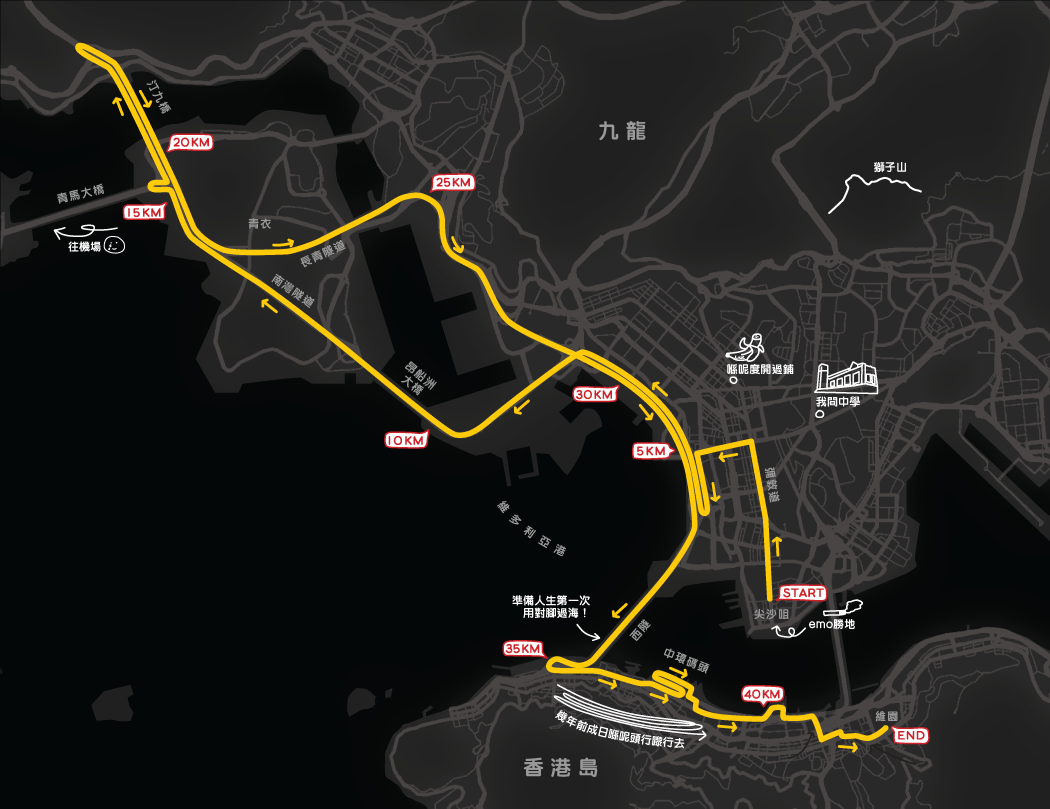 汀九橋
九龍
20KM
獅子山
25KM
青馬大橋
15KM
青衣
往機場
長青隧道
南灣隧道
喺呢度開過鋪
昂船洲
大橋
30KM
我間中學
10KM
5KM
彌敦道
維多利亞港
START
準備人生第一次
用對腳過海！
尖沙咀
emo勝地
西隧
35KM
中環碼頭
40KM
維園
幾年前成日喺呢頭行嚟行去
END
香港島